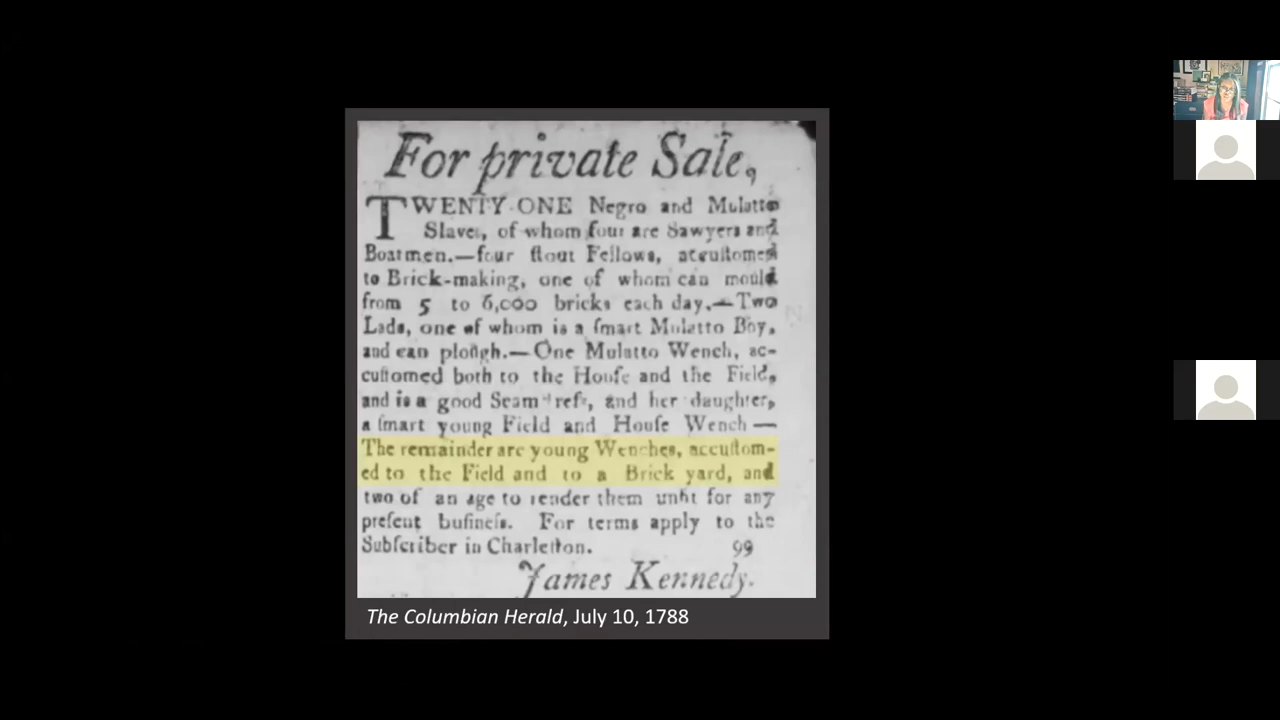 For private Sale,
TWENTY-ONE Negro and Mulatto
Slaves, of whom four are Sawyers and
Boatmen.—four ſtout Fellows, accuſtomed
to Brick-making, one of whom can mould
from 5 to 6,000 bricks each day.—Two
Lads, one of whom is a ſmart Mulatto Boy,
and can plough.—One Mulatto Wench, ac-
cuſtomed both to the Houſe and the Field,
and is a good Seamſtreſs, and her daughter,
a ſmart young Field and Houſe Wench—
The remainder are young Wenches, accuſtom-
ed to the Field and to a Brick yard, and
two of an age to render them unfit for any
preſent buſineſs. For terms apply to the
Subſcriber in Charleſton. 99
James Kennedy.
The Columbian Herald, July 10, 1788